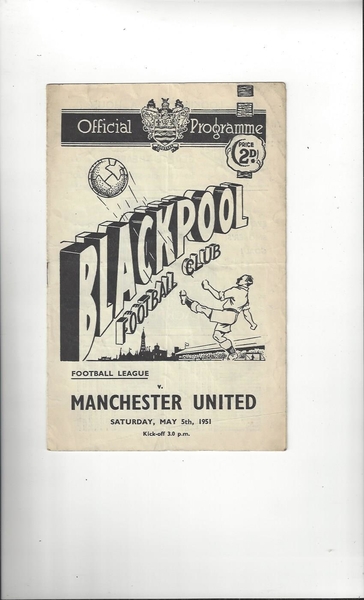 Official Programme
PRICE
2D.
BLACKPOOL
FOOTBALL CLUB
FOOTBALL LEAGUE
v.
MANCHESTER UNITED
SATURDAY, MAY 5th, 1951
Kick-off 3.0 p.m.